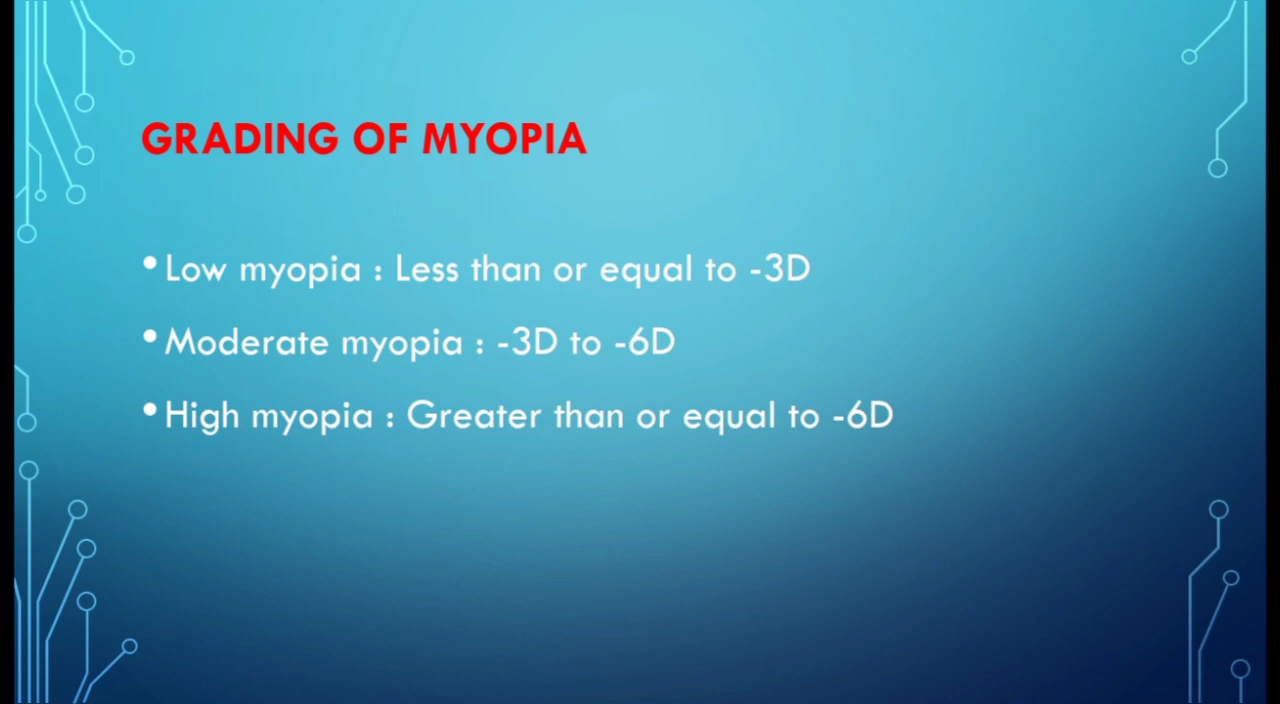 GRADING OF MYOPIA
•Low myopia : Less than or equal to -3D
•Moderate myopia : -3D to -6D
•High myopia : Greater than or equal to -6D